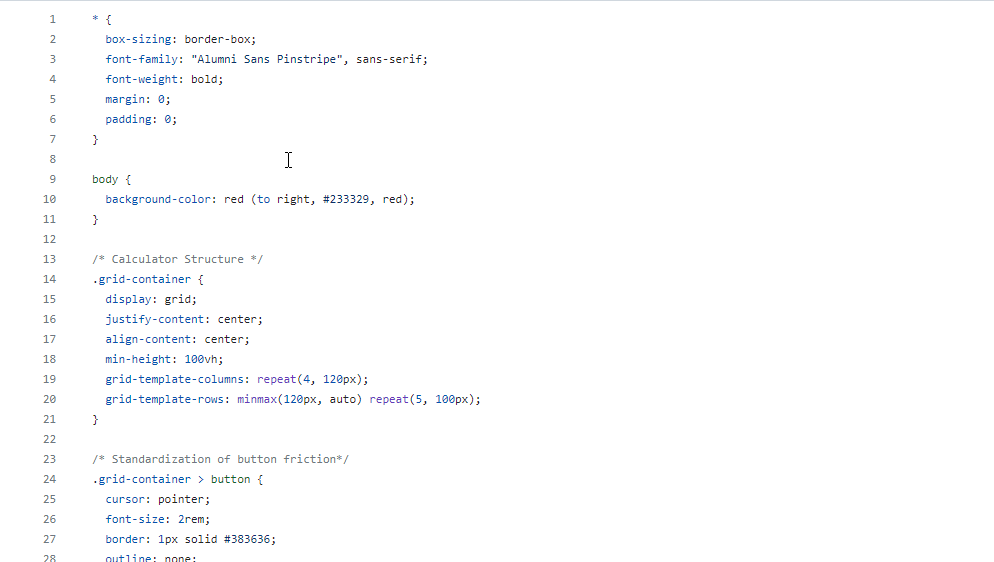 1 * {
2 box-sizing: border-box;
3 font-family: "Alumni Sans Pinstripe", sans-serif;
4 font-weight: bold;
5 margin: 0;
6 padding: 0;
7 }
8
9 body {
10 background-color: red (to right, #233329, red);
11 }
12
13 /* Calculator Structure */
14 .grid-container {
15 display: grid;
16 justify-content: center;
17 align-content: center;
18 min-height: 100vh;
19 grid-template-columns: repeat(4, 120px);
20 grid-template-rows: minmax(120px, auto) repeat(5, 100px);
21 }
22
23 /* Standardization of button friction*/
24 .grid-container > button {
25 cursor: pointer;
26 font-size: 2rem;
27 border: 1px solid #383636;
28 outline: none;